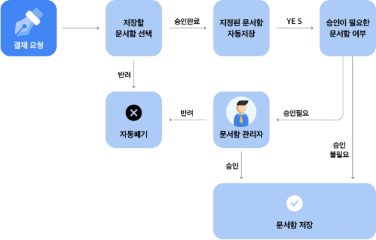 결재 요청
저장할
문서함 선택
승인완료
지정된 문서함
자동저장
YE S
승인이 필요한
문서함 여부
반려
자동폐기
반려
문서함 관리자
승인필요
승인
불필요
승인
문서함 저장